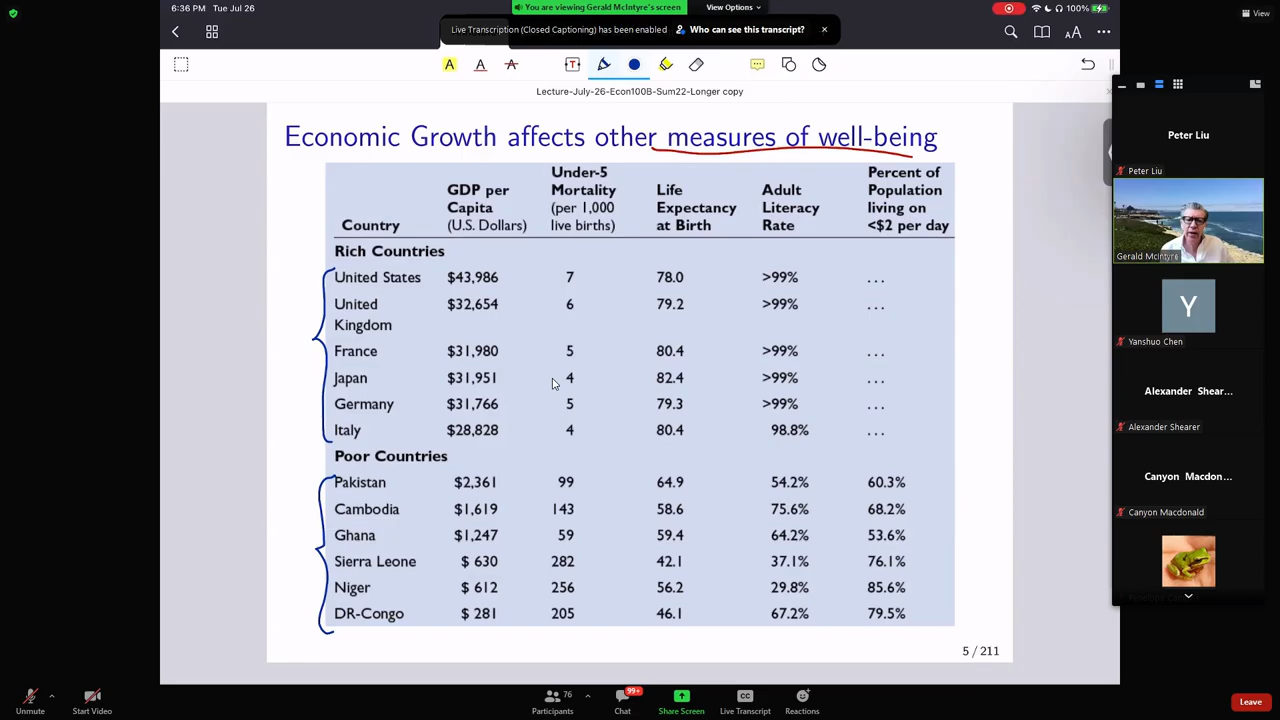 6:36 PM Tue Jul 26
You are viewing Gerald McIntyre's screen
View Options
100%
View
Live Transcription (Closed Captioning) has been enabled
Who can see this transcript?
Lecture-July-26-Econ100B-Sum22-Longer copy
Economic Growth affects other measures of well-being
Country GDP per Capita (U.S. Dollars) Under-5 Mortality (per 1,000 live births) Life Expectancy at Birth Adult Literacy Rate Percent of Population living on <$2 per day
Rich Countries
United States $43,986 7 78.0 >99% . . .
United Kingdom $32,654 6 79.2 >99% . . .
France $31,980 5 80.4 >99% . . .
Japan $31,951 4 82.4 >99% . . .
Germany $31,766 5 79.3 >99% . . .
Italy $28,828 4 80.4 98.8% . . .
Poor Countries
Pakistan $2,361 99 64.9 54.2% 60.3%
Cambodia $1,619 143 58.6 75.6% 68.2%
Ghana $1,247 59 59.4 64.2% 53.6%
Sierra Leone $ 630 282 42.1 37.1% 76.1%
Niger $ 612 256 56.2 29.8% 85.6%
DR-Congo $ 281 205 46.1 67.2% 79.5%
5 / 211
Peter Liu
Peter Liu
Gerald McIntyre
Y
Yanshuo Chen
Alexander Shear...
Alexander Shearer
Canyon Macdon...
Canyon Macdonald
Unmute
Start Video
76
Participants
99+
Chat
Share Screen
CC
Live Transcript
Reactions
Leave